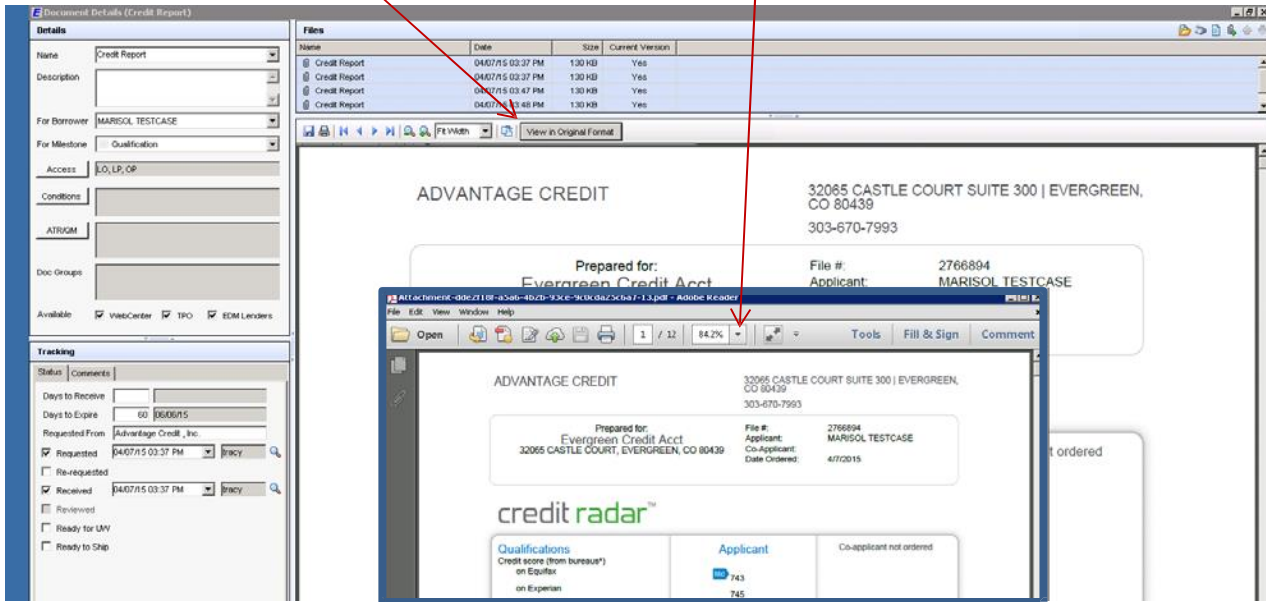 Document Details (Credit Report)
Details
Name Credit Report
Description
For Borrower MARISOL TESTCASE
For Milestone Qualification
Access LO, LP, OP
Conditions
ATR/QM
Doc Groups
Available WebCenter TPO EDM Lenders
Tracking
Status Comments
Days to Receive
Days to Expire 60 06/06/15
Requested From Advantage Credit , Inc.
Requested 04/07/15 03:37 PM tracy
Re-requested
Received 04/07/15 03:37 PM tracy
Reviewed
Ready for UW
Ready to Ship
Files
Name Date Size Current Version
Credit Report 04/07/15 03:37 PM 130 KB Yes
Credit Report 04/07/15 03:37 PM 130 KB Yes
Credit Report 04/07/15 03:47 PM 130 KB Yes
Credit Report 04/07/15 03:48 PM 130 KB Yes
Fit Width View in Original Format
ADVANTAGE CREDIT
32065 CASTLE COURT SUITE 300 | EVERGREEN,
CO 80439
303-670-7993
Prepared for:
Evergreen Credit Acct
File #: 2766894
Applicant: MARISOL TESTCASE
t ordered
.pdf - Adobe Reader
File Edit View Window Help
Open 1 / 12 84.2% Tools Fill & Sign Comment
ADVANTAGE CREDIT
32065 CASTLE COURT SUITE 300 | EVERGREEN,
CO 80439
303-670-7993
Prepared for:
Evergreen Credit Acct
32065 CASTLE COURT, EVERGREEN, CO 80439
File #: 2766894
Applicant: MARISOL TESTCASE
Co-Applicant:
Date Ordered: 4/7/2015
credit radar™
Qualifications Applicant Co-applicant not ordered
Credit score (from bureaus*)
on Equifax 743
on Experian 745